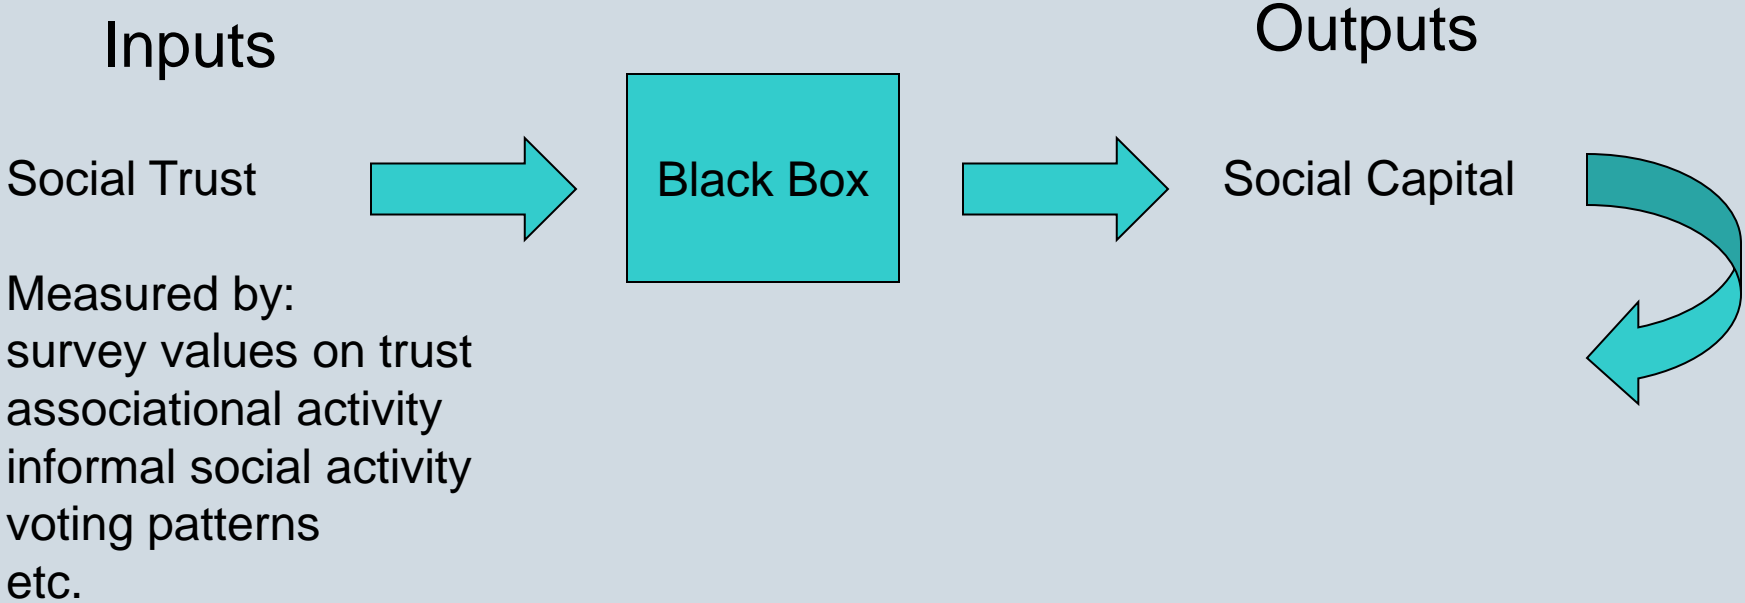 Inputs
Outputs
Social Trust
Black Box
Social Capital
Measured by:
survey values on trust
associational activity
informal social activity
voting patterns
etc.